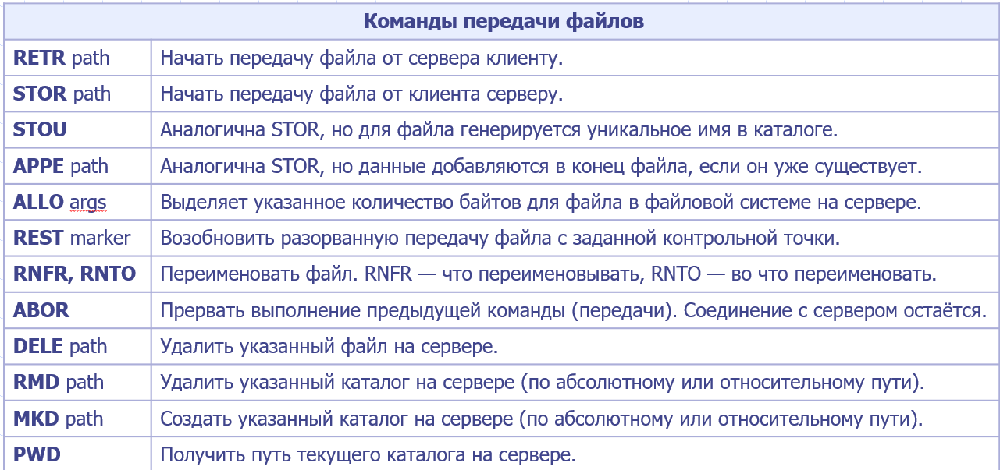 Команды передачи файлов
RETR path Начать передачу файла от сервера клиенту.
STOR path Начать передачу файла от клиента серверу.
STOU Аналогична STOR, но для файла генерируется уникальное имя в каталоге.
APPE path Аналогична STOR, но данные добавляются в конец файла, если он уже существует.
ALLO args Выделяет указанное количество байтов для файла в файловой системе на сервере.
REST marker Возобновить разорванную передачу файла с заданной контрольной точки.
RNFR, RNTO Переименовать файл. RNFR — что переименовывать, RNTO — во что переименовать.
ABOR Прервать выполнение предыдущей команды (передачи). Соединение с сервером остаётся.
DELE path Удалить указанный файл на сервере.
RMD path Удалить указанный каталог на сервере (по абсолютному или относительному пути).
MKD path Создать указанный каталог на сервере (по абсолютному или относительному пути).
PWD Получить путь текущего каталога на сервере.